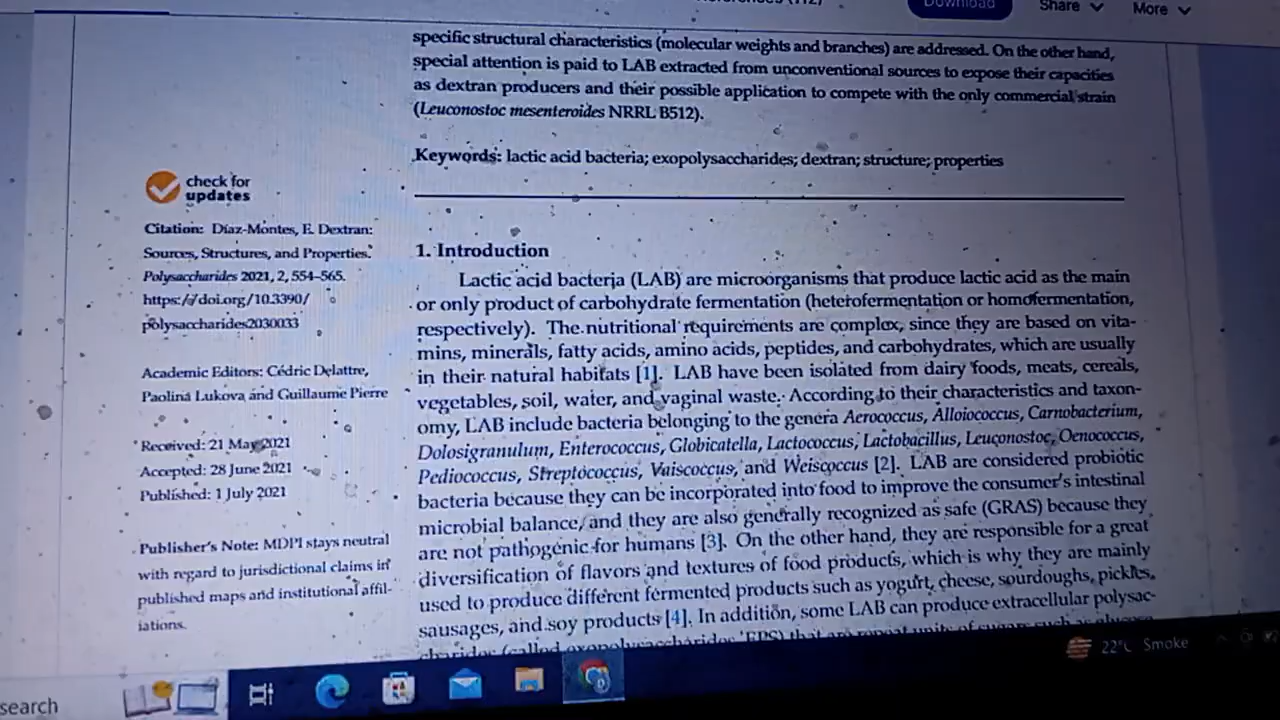 Download
Share
More
specific structural characteristics (molecular weights and branches) are addressed. On the other hand,
special attention is paid to LAB extracted from unconventional sources to expose their capacities
as dextran producers and their possible application to compete with the only commercial strain
(Leuconostoc mesenteroides NRRL B512).
Keywords: lactic acid bacteria; exopolysaccharides; dextran; structure; properties
check for
updates
Citation: Díaz-Montes, E. Dextran:
Sources, Structures, and Properties.
Polysaccharides 2021, 2, 554–565.
https://doi.org/10.3390/
polysaccharides2030033
Academic Editors: Cédric Delattre,
Paolina Lukova and Guillaume Pierre
Received: 21 May 2021
Accepted: 28 June 2021
Published: 1 July 2021
Publisher's Note: MDPI stays neutral
with regard to jurisdictional claims in
published maps and institutional affil-
iations.
1. Introduction
Lactic acid bacteria (LAB) are microorganisms that produce lactic acid as the main
or only product of carbohydrate fermentation (heterofermentation or homofermentation,
respectively). The nutritional requirements are complex, since they are based on vita-
mins, minerals, fatty acids, amino acids, peptides, and carbohydrates, which are usually
in their natural habitats [1]. LAB have been isolated from dairy foods, meats, cereals,
vegetables, soil, water, and vaginal waste. According to their characteristics and taxon-
omy, LAB include bacteria belonging to the genera Aerococcus, Alloiococcus, Carnobacterium,
Dolosigranulum, Enterococcus, Globicatella, Lactococcus, Lactobacillus, Leuconostoc, Oenococcus,
Pediococcus, Streptococcus, Vaiscoccus, and Weiscoccus [2]. LAB are considered probiotic
bacteria because they can be incorporated into food to improve the consumer's intestinal
microbial balance, and they are also generally recognized as safe (GRAS) because they
are not pathogenic for humans [3]. On the other hand, they are responsible for a great
diversification of flavors and textures of food products, which is why they are mainly
used to produce different fermented products such as yogurt, cheese, sourdoughs, pickles,
sausages, and soy products [4]. In addition, some LAB can produce extracellular polysac-
charides (called exopolysaccharides, EPS) that are repeat units of sugars such as glucose
22°C Smoke
search